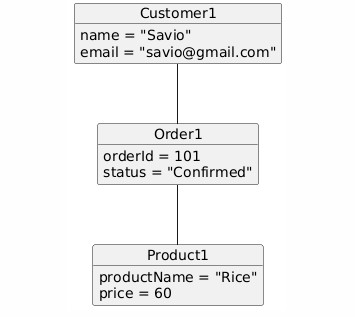 Customer1
name = "Savio"
email = "savio@gmail.com"
Order1
orderId = 101
status = "Confirmed"
Product1
productName = "Rice"
price = 60